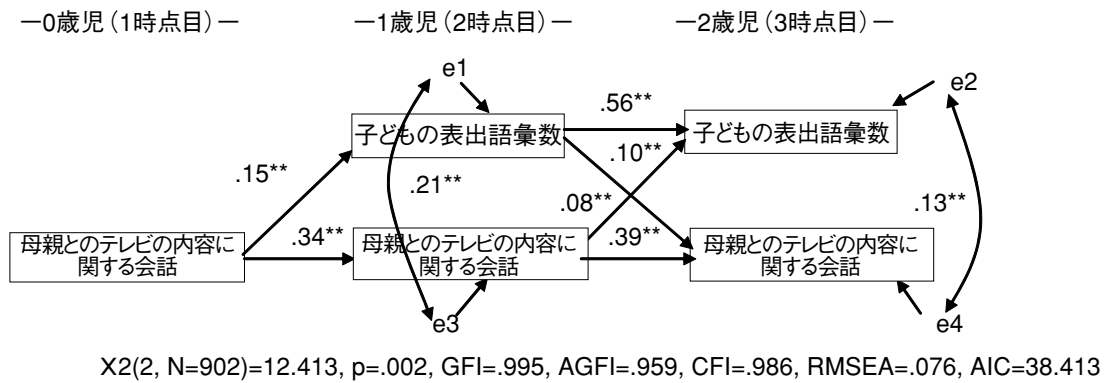 －0歳児（1時点目）－
－1歳児（2時点目）－
－2歳児（3時点目）－
e1
e2
.56**
子どもの表出語彙数
子どもの表出語彙数
.10**
.15**
.21**
.08**
.13**
.34**
.39**
母親とのテレビの内容に
関する会話
母親とのテレビの内容に
関する会話
母親とのテレビの内容に
関する会話
e3
e4
X2(2, N=902)=12.413, p=.002, GFI=.995, AGFI=.959, CFI=.986, RMSEA=.076, AIC=38.413